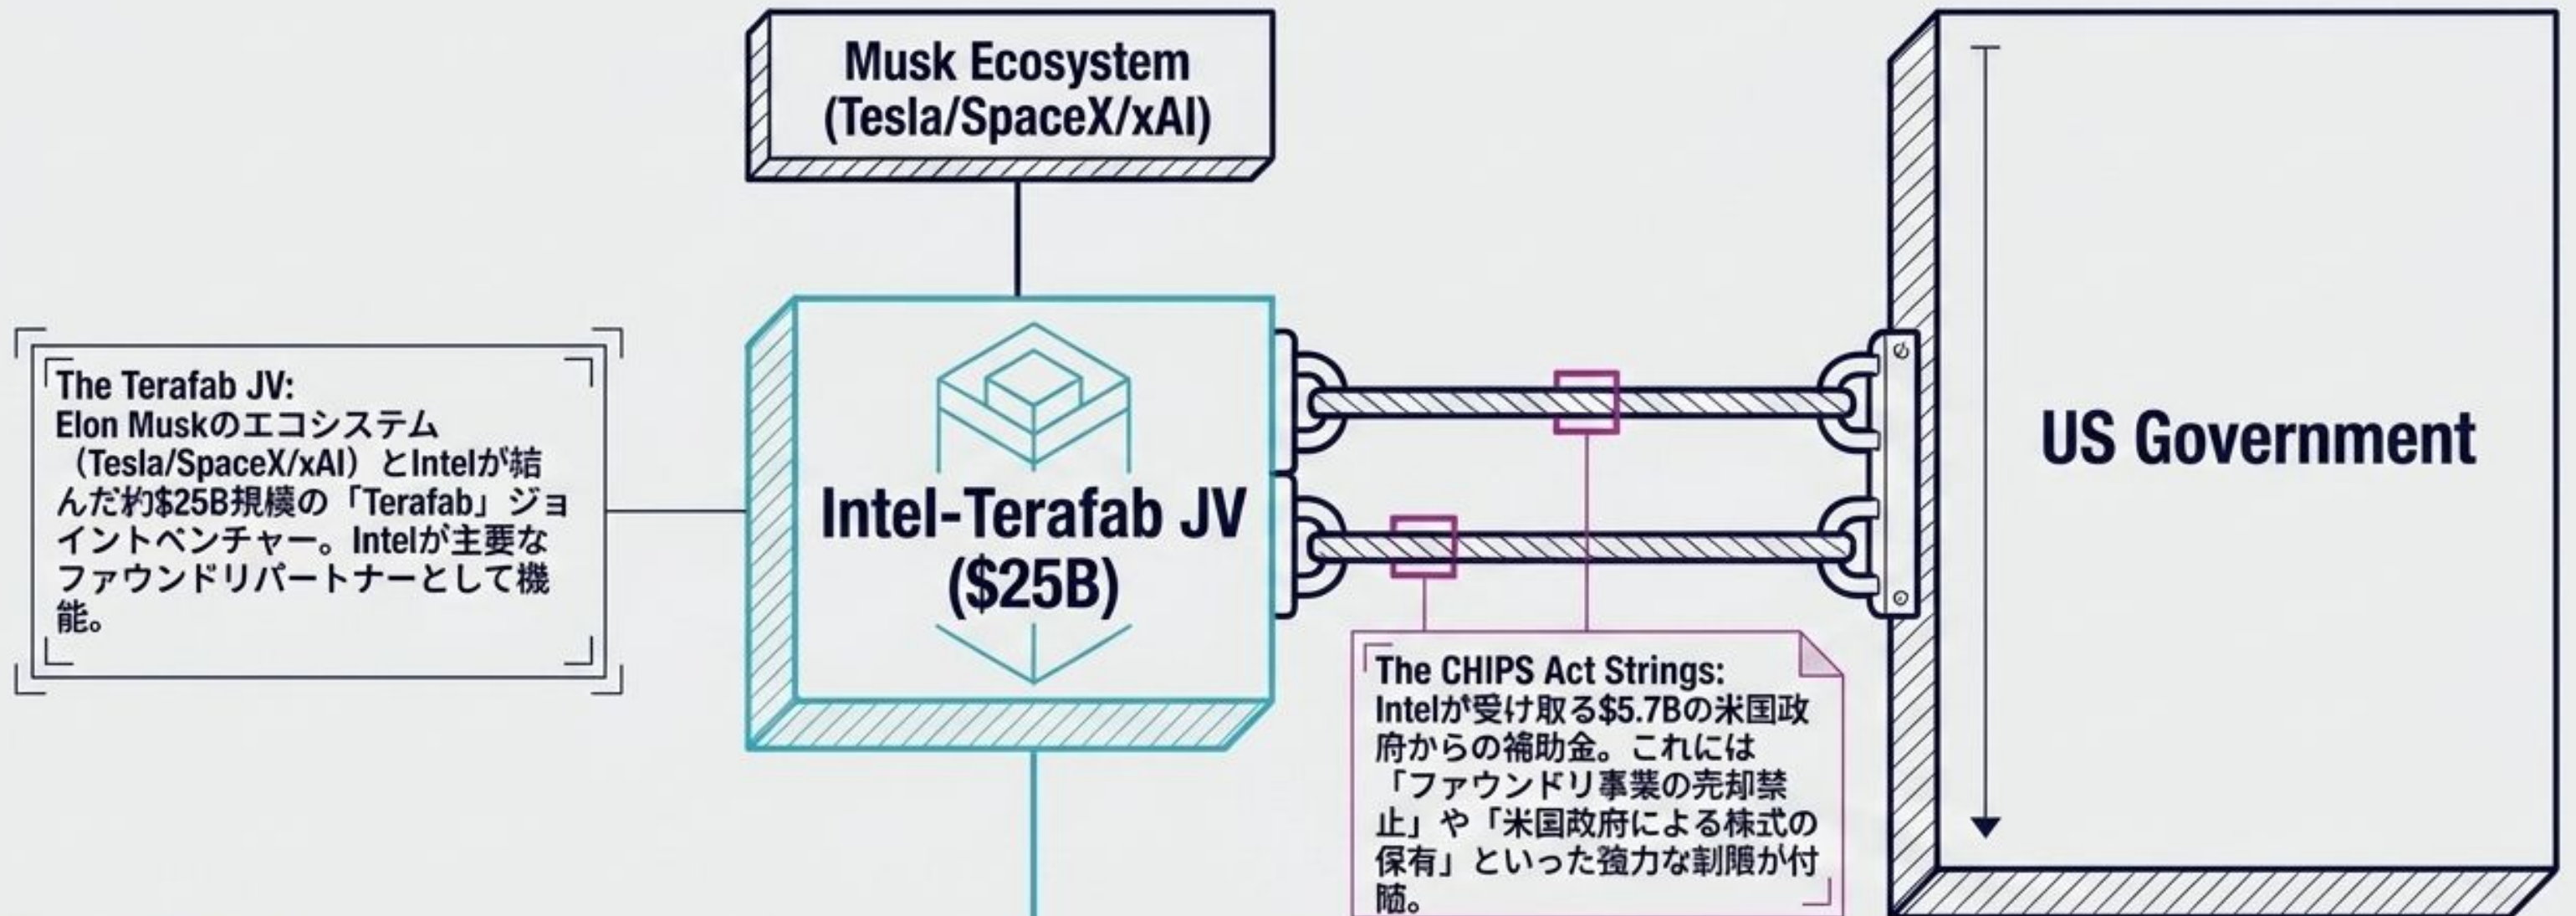 Musk Ecosystem
(Tesla/SpaceX/xAI)
The Terafab JV:
Elon Muskのエコシステム
（Tesla/SpaceX/xAI）とIntelが結
んだ約$25B規模の「Terafab」ジョ
イントベンチャー。Intelが主要な
ファウンドリパートナーとして機
能。
Intel-Terafab JV
($25B)
The CHIPS Act Strings:
Intelが受け取る$5.7Bの米国政
府からの補助金。これには
「ファウンドリ事業の売却禁
止」や「米国政府による株式の
保有」といった強力な制限が付
随。
US Government